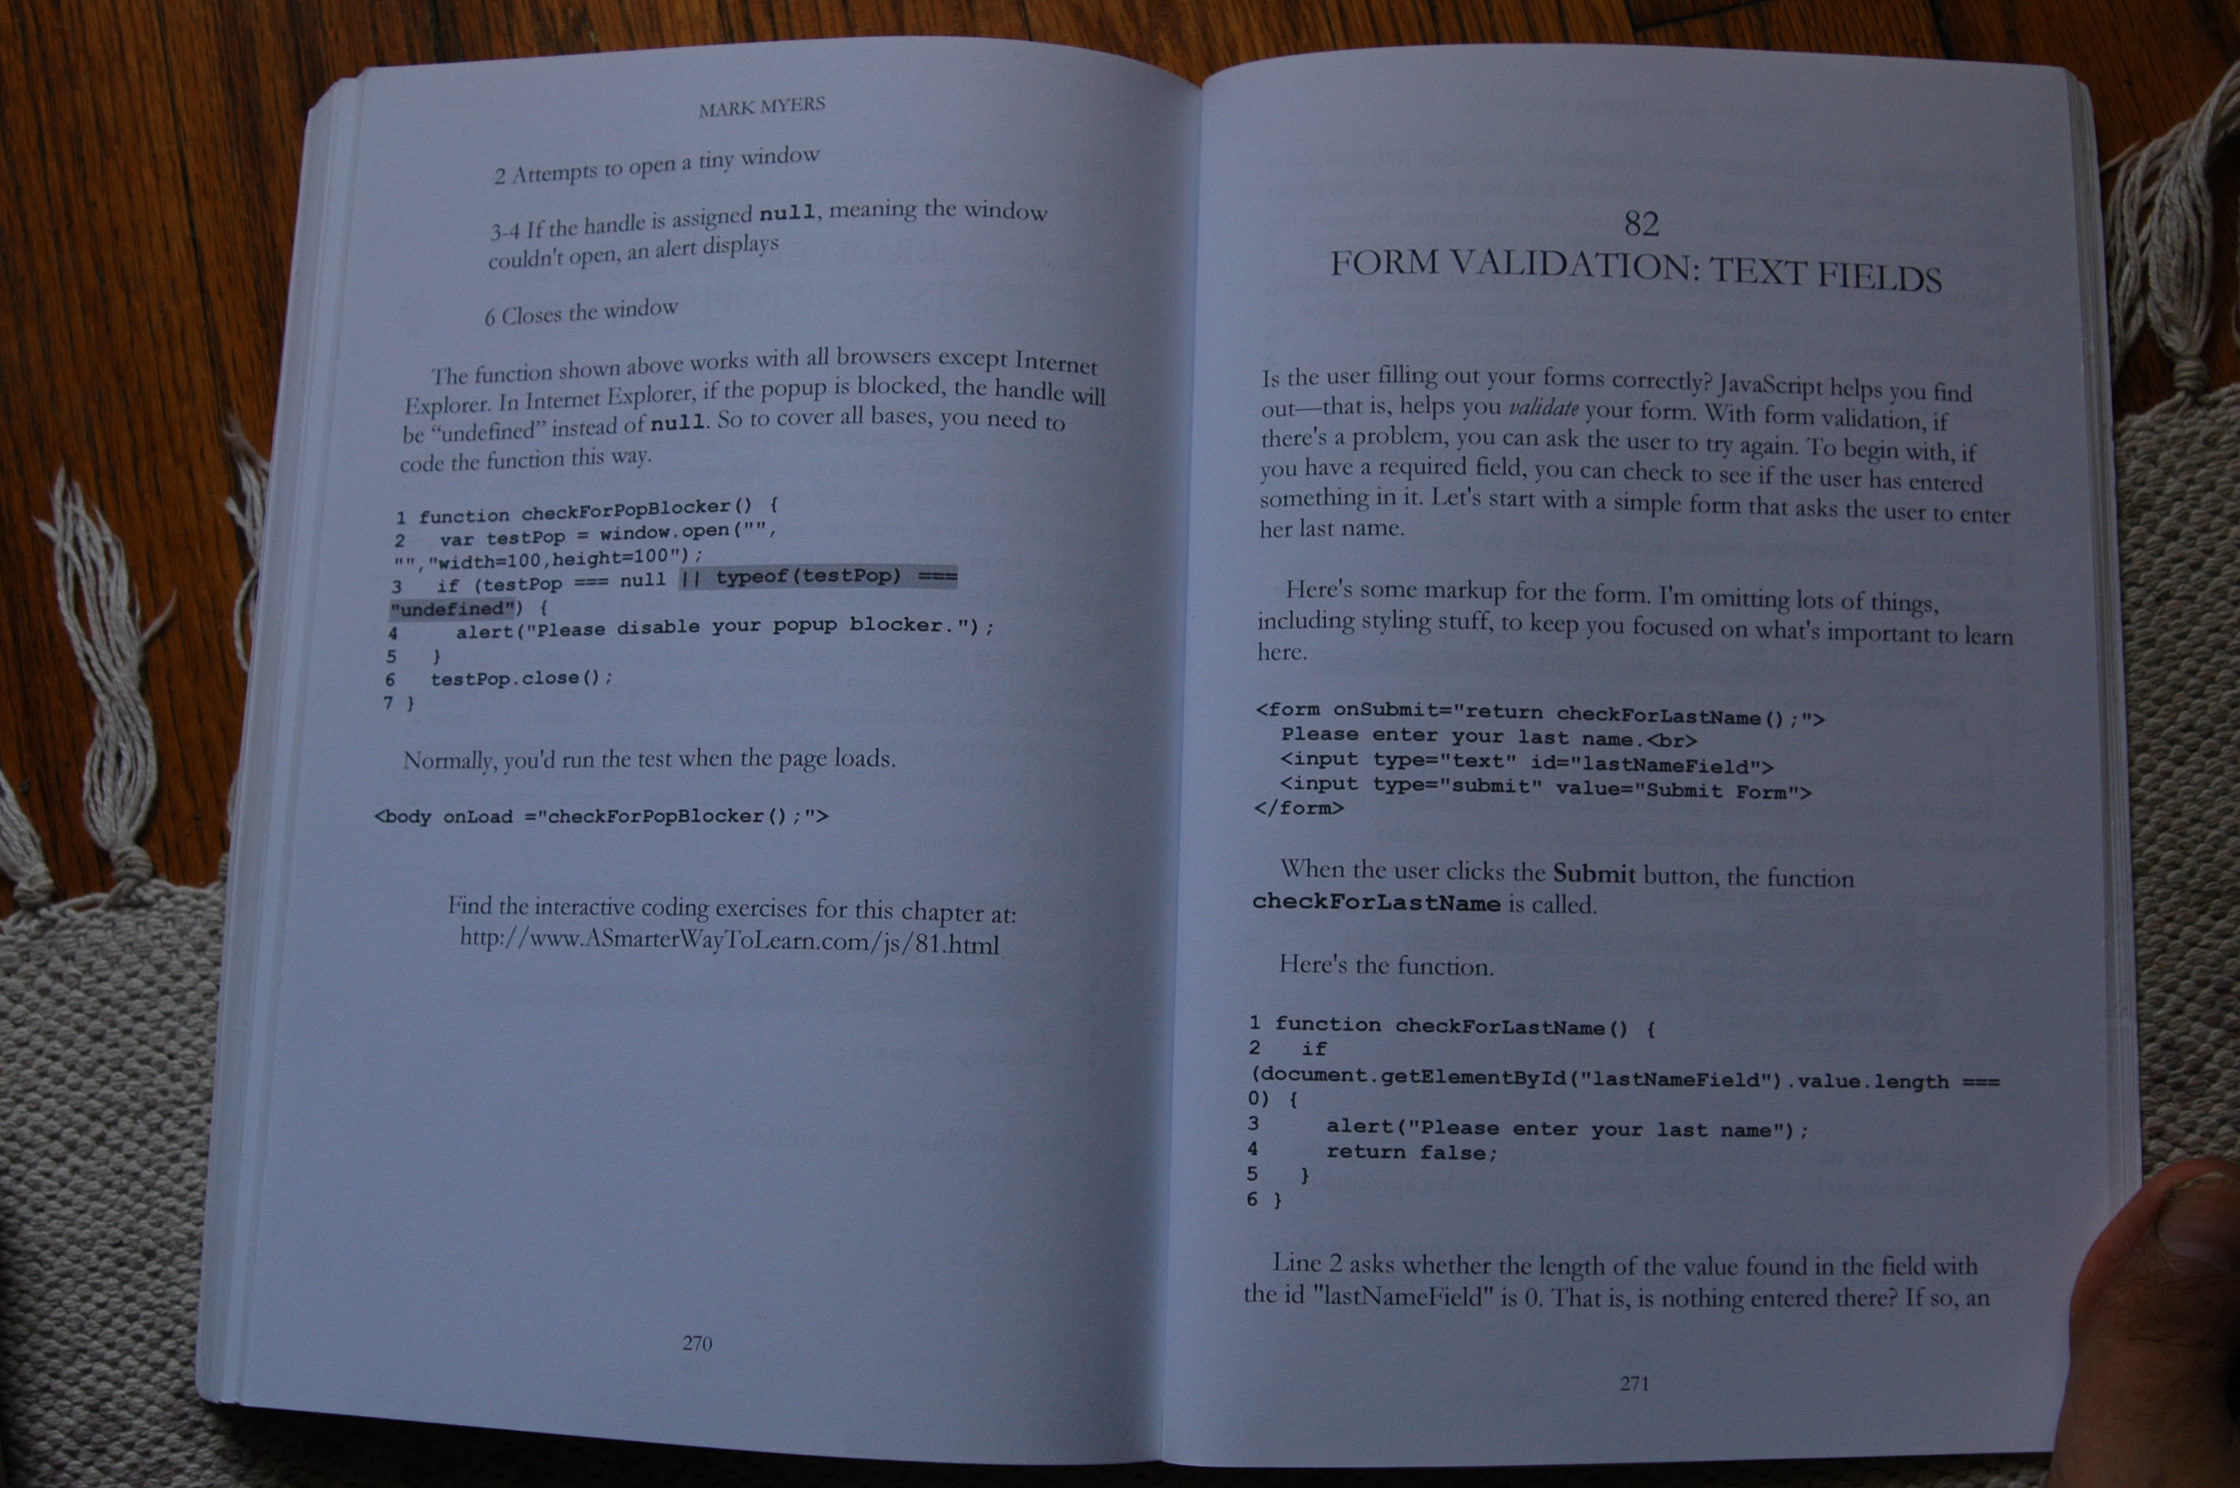 MARK MYERS
2 Attempts to open a tiny window
3-4 If the handle is assigned null, meaning the window
couldn't open, an alert displays
6 Closes the window
The function shown above works with all browsers except Internet
Explorer. In Internet Explorer, if the popup is blocked, the handle will
be “undefined” instead of null. So to cover all bases, you need to
code the function this way.
1 function checkForPopBlocker() {
2   var testPop = window.open("",
"","width=100,height=100");
3   if (testPop === null || typeof(testPop) ===
"undefined") {
4     alert("Please disable your popup blocker.");
5   }
6   testPop.close();
7 }
Normally, you'd run the test when the page loads.
<body onLoad ="checkForPopBlocker();">
Find the interactive coding exercises for this chapter at:
http://www.ASmarterWayToLearn.com/js/81.html
270
82
FORM VALIDATION: TEXT FIELDS
Is the user filling out your forms correctly? JavaScript helps you find
out—that is, helps you validate your form. With form validation, if
there's a problem, you can ask the user to try again. To begin with, if
you have a required field, you can check to see if the user has entered
something in it. Let's start with a simple form that asks the user to enter
her last name.
Here's some markup for the form. I'm omitting lots of things,
including styling stuff, to keep you focused on what's important to learn
here.
<form onSubmit="return checkForLastName();">
Please enter your last name.<br>
<input type="text" id="lastNameField">
<input type="submit" value="Submit Form">
</form>
When the user clicks the Submit button, the function
checkForLastName is called.
Here's the function.
1 function checkForLastName() {
2   if
(document.getElementById("lastNameField").value.length ===
0) {
3     alert("Please enter your last name");
4     return false;
5   }
6 }
Line 2 asks whether the length of the value found in the field with
the id "lastNameField" is 0. That is, is nothing entered there? If so, an
271